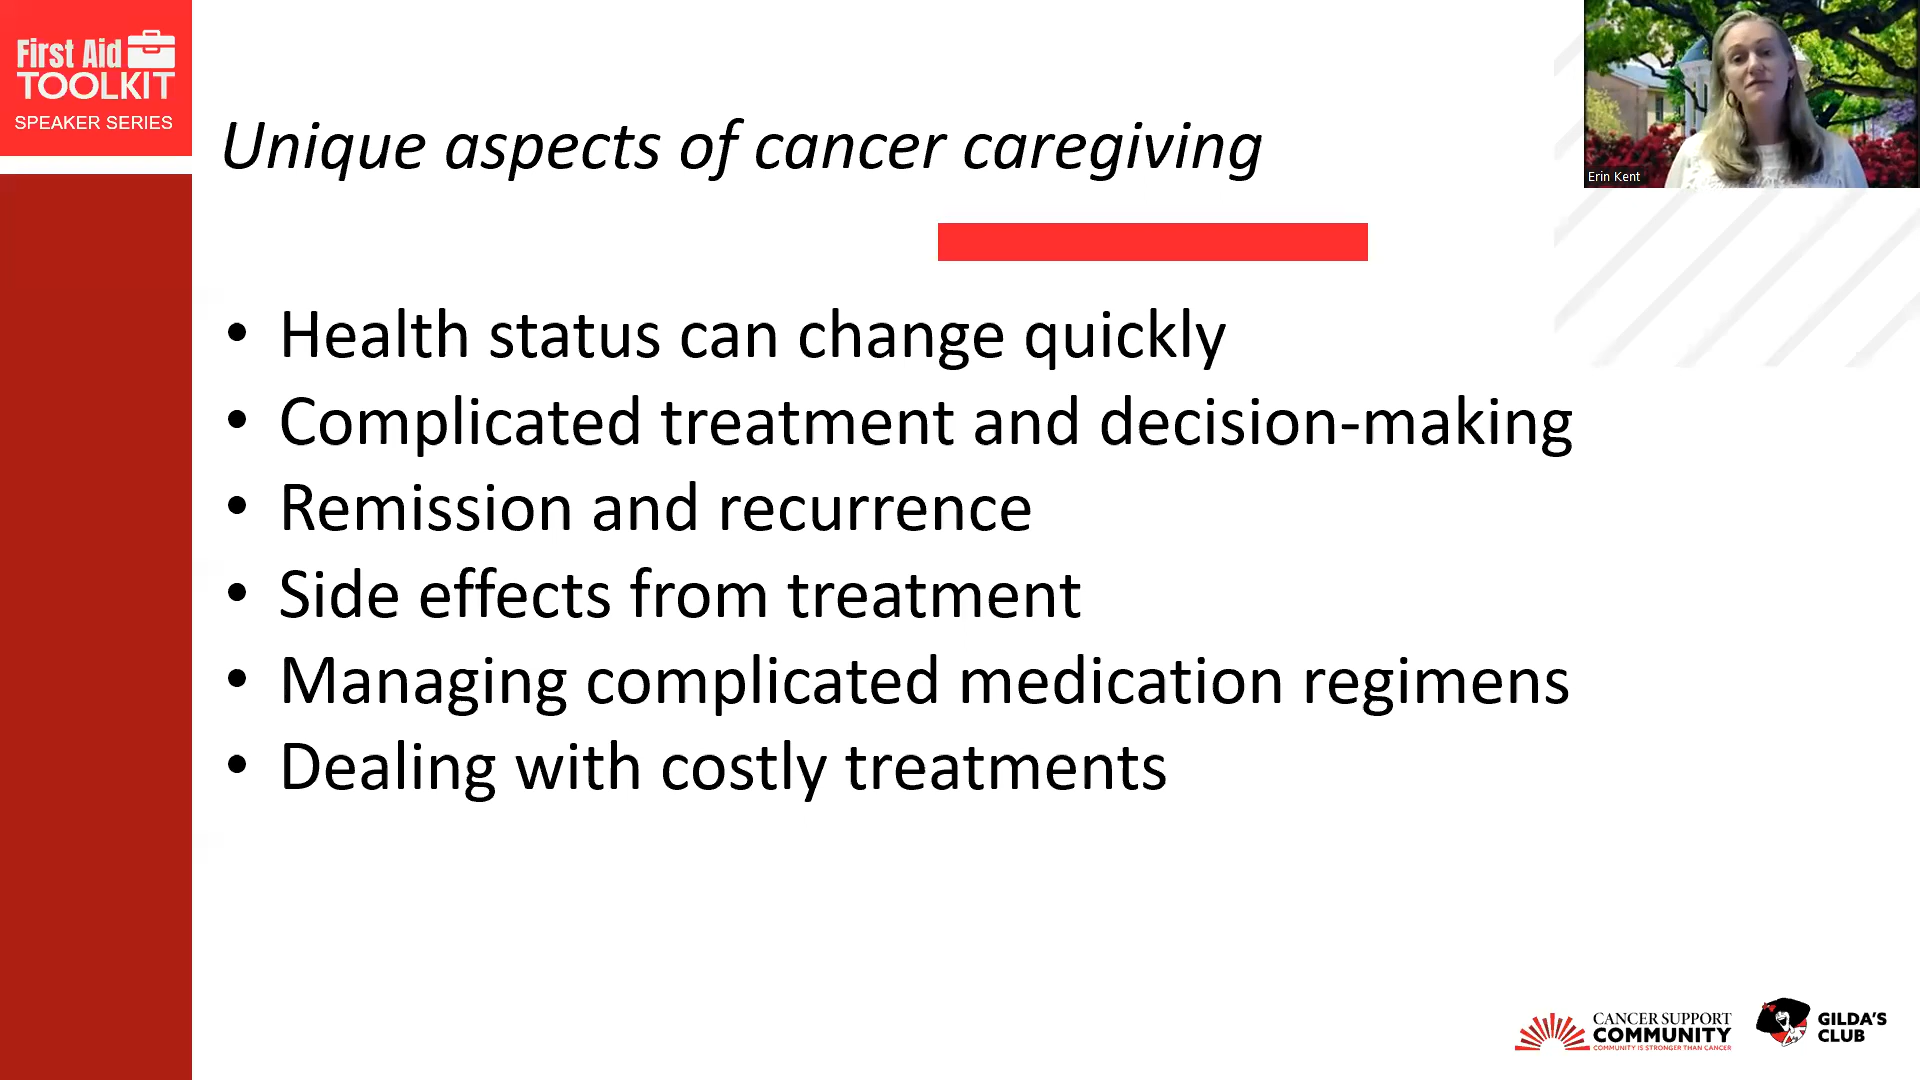 First Aid
TOOLKIT
SPEAKER SERIES
Unique aspects of cancer caregiving
Erin Kent
• Health status can change quickly
• Complicated treatment and decision-making
• Remission and recurrence
• Side effects from treatment
• Managing complicated medication regimens
• Dealing with costly treatments
CANCER SUPPORT
COMMUNITY
COMMUNITY IS STRONGER THAN CANCER
GILDA'S
CLUB